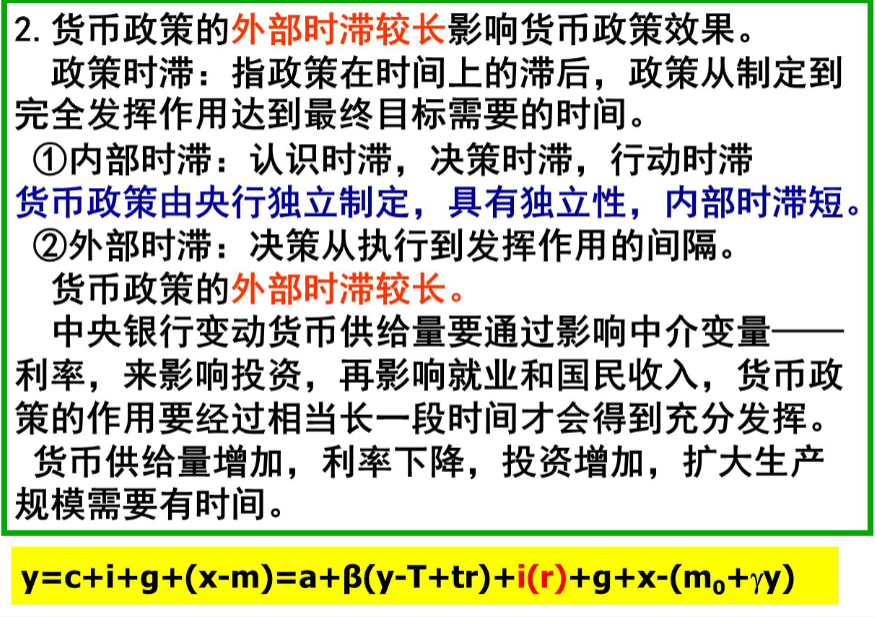 2.货币政策的外部时滞较长影响货币政策效果。
政策时滞：指政策在时间上的滞后，政策从制定到
完全发挥作用达到最终目标需要的时间。
①内部时滞：认识时滞，决策时滞，行动时滞
货币政策由央行独立制定，具有独立性，内部时滞短。
②外部时滞：决策从执行到发挥作用的间隔。
货币政策的外部时滞较长。
中央银行变动货币供给量要通过影响中介变量——
利率，来影响投资，再影响就业和国民收入，货币政
策的作用要经过相当长一段时间才会得到充分发挥。
货币供给量增加，利率下降，投资增加，扩大生产
规模需要有时间。
y=c+i+g+(x-m)=a+β(y-T+tr)+i(r)+g+x-(m₀+γy)